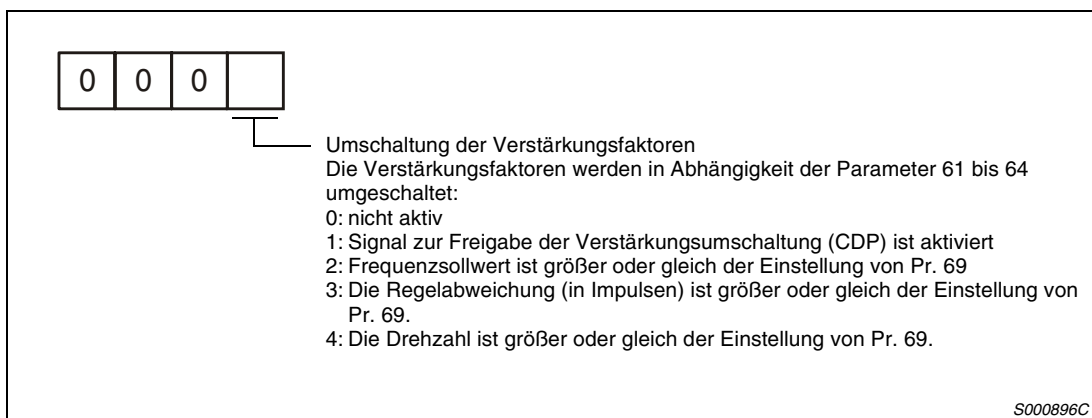 0 0 0
Umschaltung der Verstärkungsfaktoren
Die Verstärkungsfaktoren werden in Abhängigkeit der Parameter 61 bis 64
umgeschaltet:
0: nicht aktiv
1: Signal zur Freigabe der Verstärkungsumschaltung (CDP) ist aktiviert
2: Frequenzsollwert ist größer oder gleich der Einstellung von Pr. 69
3: Die Regelabweichung (in Impulsen) ist größer oder gleich der Einstellung von
Pr. 69.
4: Die Drehzahl ist größer oder gleich der Einstellung von Pr. 69.
S000896C